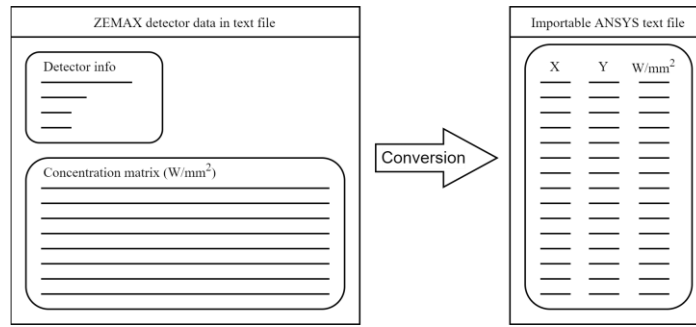 ZEMAX detector data in text file
Detector info
Concentration matrix (W/mm²)
Conversion
Importable ANSYS text file
X Y W/mm²